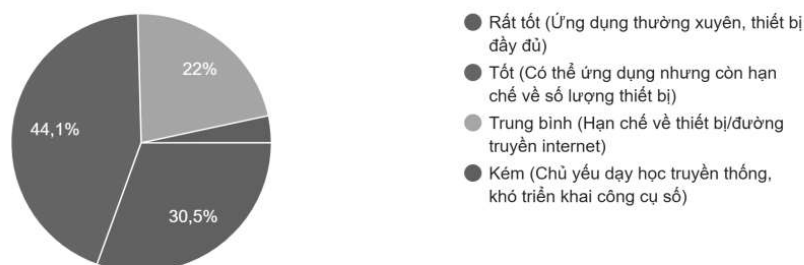 22%
44,1%
30,5%
Rất tốt (Ứng dụng thường xuyên, thiết bị
đầy đủ)
Tốt (Có thể ứng dụng nhưng còn hạn
chế về số lượng thiết bị)
Trung bình (Hạn chế về thiết bị/đường
truyền internet)
Kém (Chủ yếu dạy học truyền thống,
khó triển khai công cụ số)